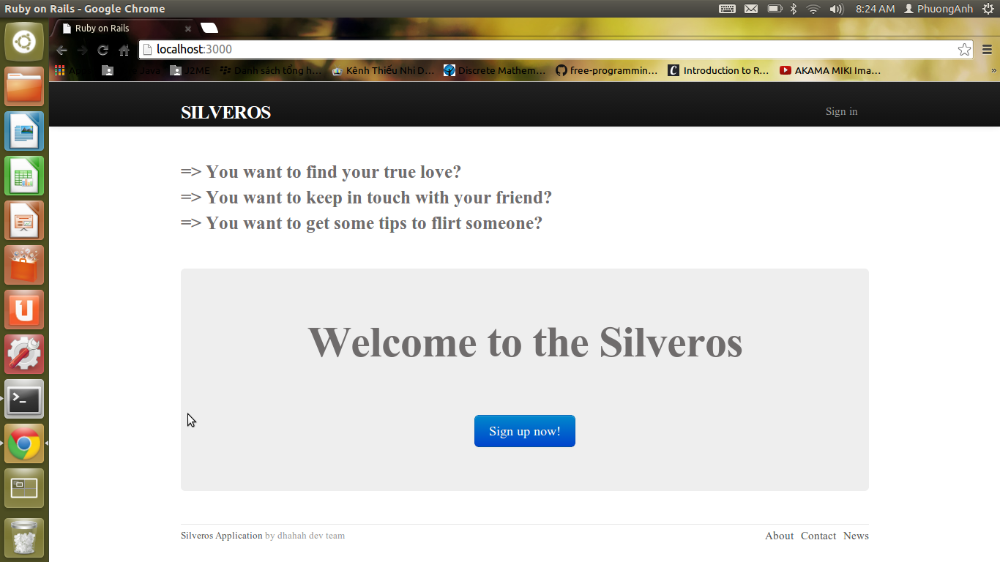 Ruby on Rails - Google Chrome
8:24 AM PhuongAnh
Ruby on Rails
localhost:3000
Java J2ME Danh sách tổng h... Kênh Thiếu Nhi D... Discrete Mathem... free-programmin... Introduction to R... AKAMA MIKI Ima... »
SILVEROS
Sign in
=> You want to find your true love?
=> You want to keep in touch with your friend?
=> You want to get some tips to flirt someone?
Welcome to the Silveros
Sign up now!
Silveros Application by dhahah dev team
About Contact News